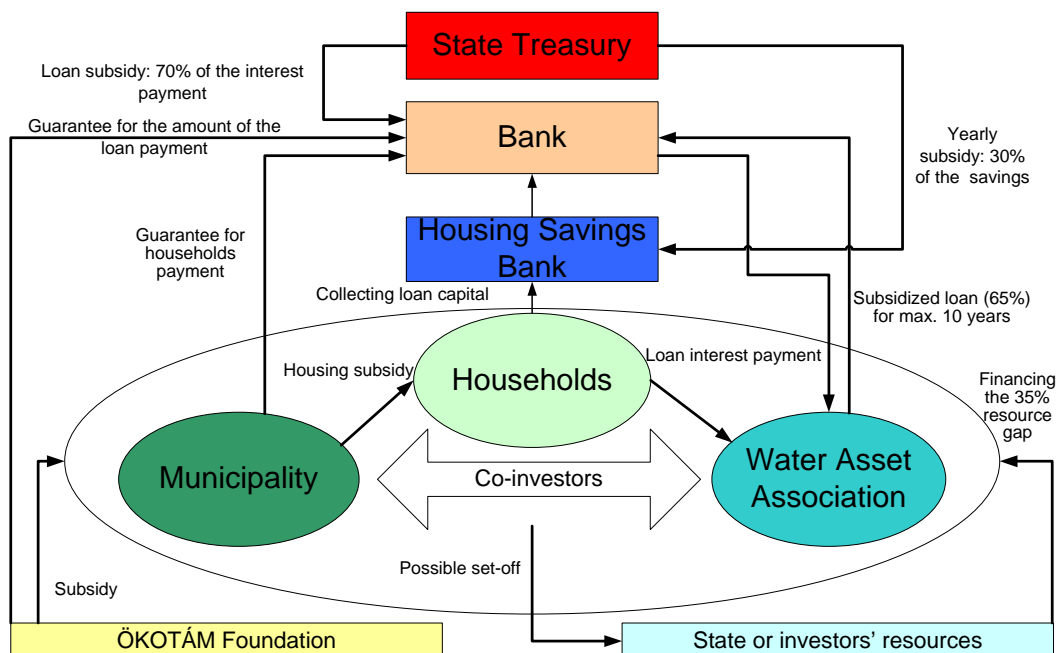 State Treasury
Loan subsidy: 70% of the interest
payment
Bank
Guarantee for the amount of the
loan payment
Yearly
subsidy: 30%
of the savings
Guarantee for
households
payment
Housing Savings
Bank
Collecting loan capital
Subsidized loan (65%)
for max. 10 years
Housing subsidy
Households
Loan interest payment
Financing
the 35%
resource
gap
Municipality
Co-investors
Water Asset
Association
Possible set-off
Subsidy
ÖKOTÁM Foundation
State or investors’ resources